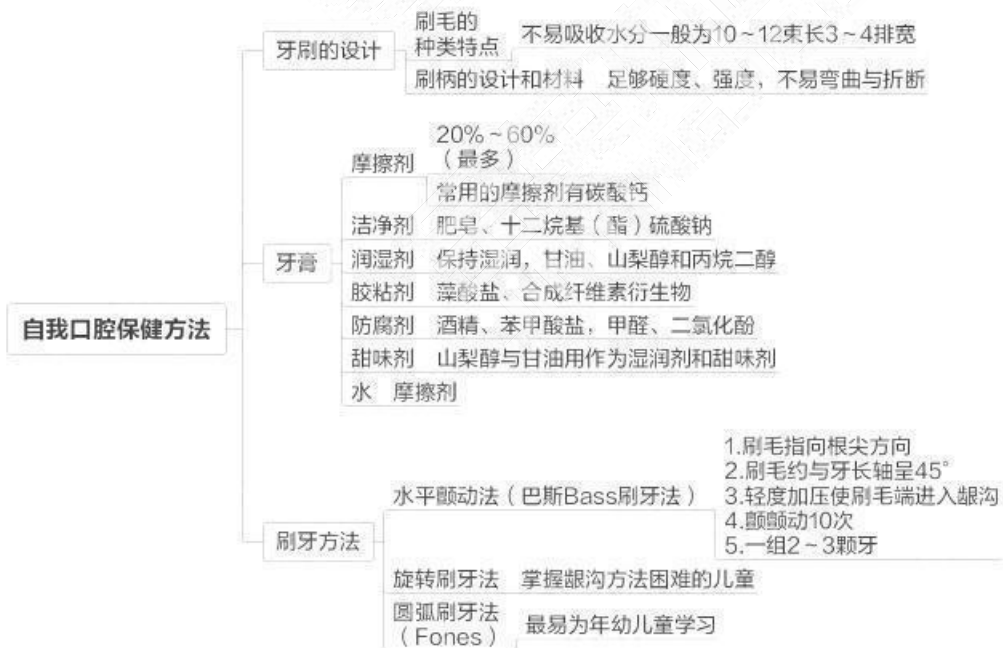 自我口腔保健方法
牙刷的设计
刷毛的
种类特点
不易吸收水分一般为10~12束长3~4排宽
刷柄的设计和材料 足够硬度、强度，不易弯曲与折断
牙膏
摩擦剂
20%~60%
（最多）
常用的摩擦剂有碳酸钙
洁净剂 肥皂、十二烷基（酯）硫酸钠
润湿剂 保持湿润，甘油、山梨醇和丙烷二醇
胶粘剂 藻酸盐、合成纤维素衍生物
防腐剂 酒精、苯甲酸盐，甲醛、二氯化酚
甜味剂 山梨醇与甘油用作为湿润剂和甜味剂
水 摩擦剂
刷牙方法
水平颤动法（巴斯Bass刷牙法）
1.刷毛指向根尖方向
2.刷毛约与牙长轴呈45°
3.轻度加压使刷毛端进入龈沟
4.颤颤动10次
5.一组2~3颗牙
旋转刷牙法 掌握龈沟方法困难的儿童
圆弧刷牙法
（Fones）
最易为年幼儿童学习